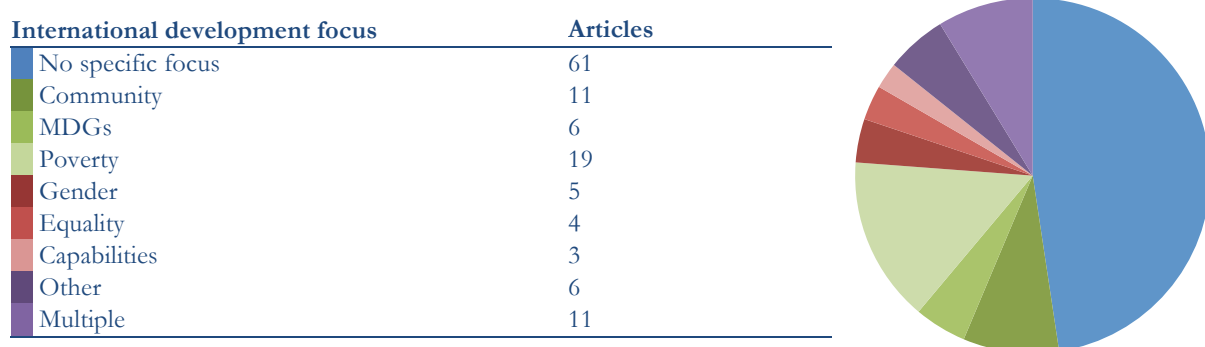 International development focus Articles
No specific focus 61
Community 11
MDGs 6
Poverty 19
Gender 5
Equality 4
Capabilities 3
Other 6
Multiple 11